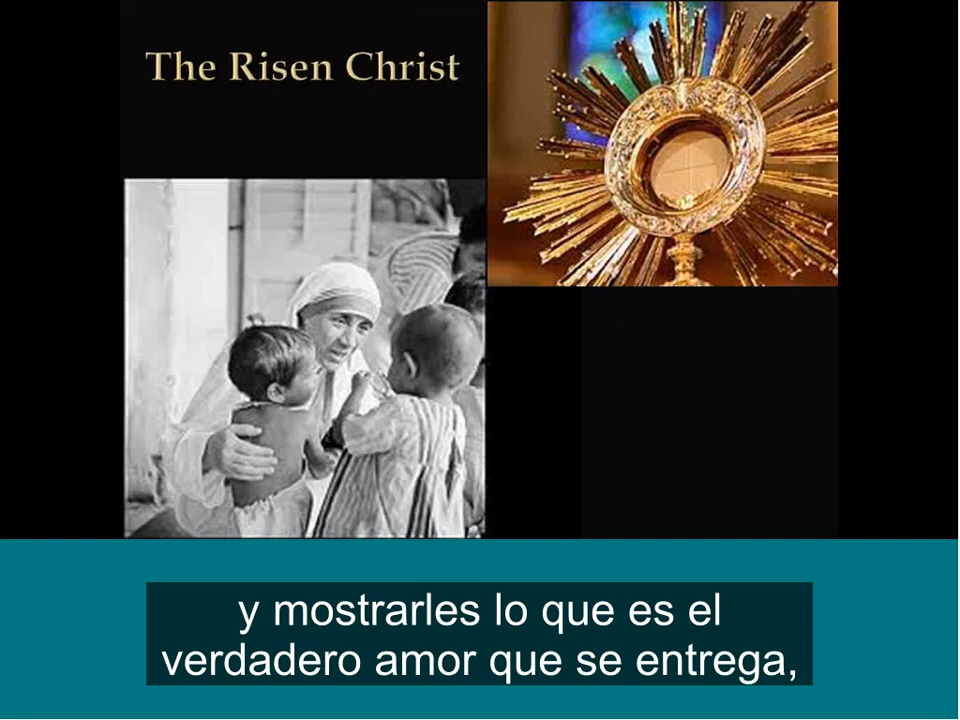 The Risen Christ
y mostrarles lo que es el
verdadero amor que se entrega,